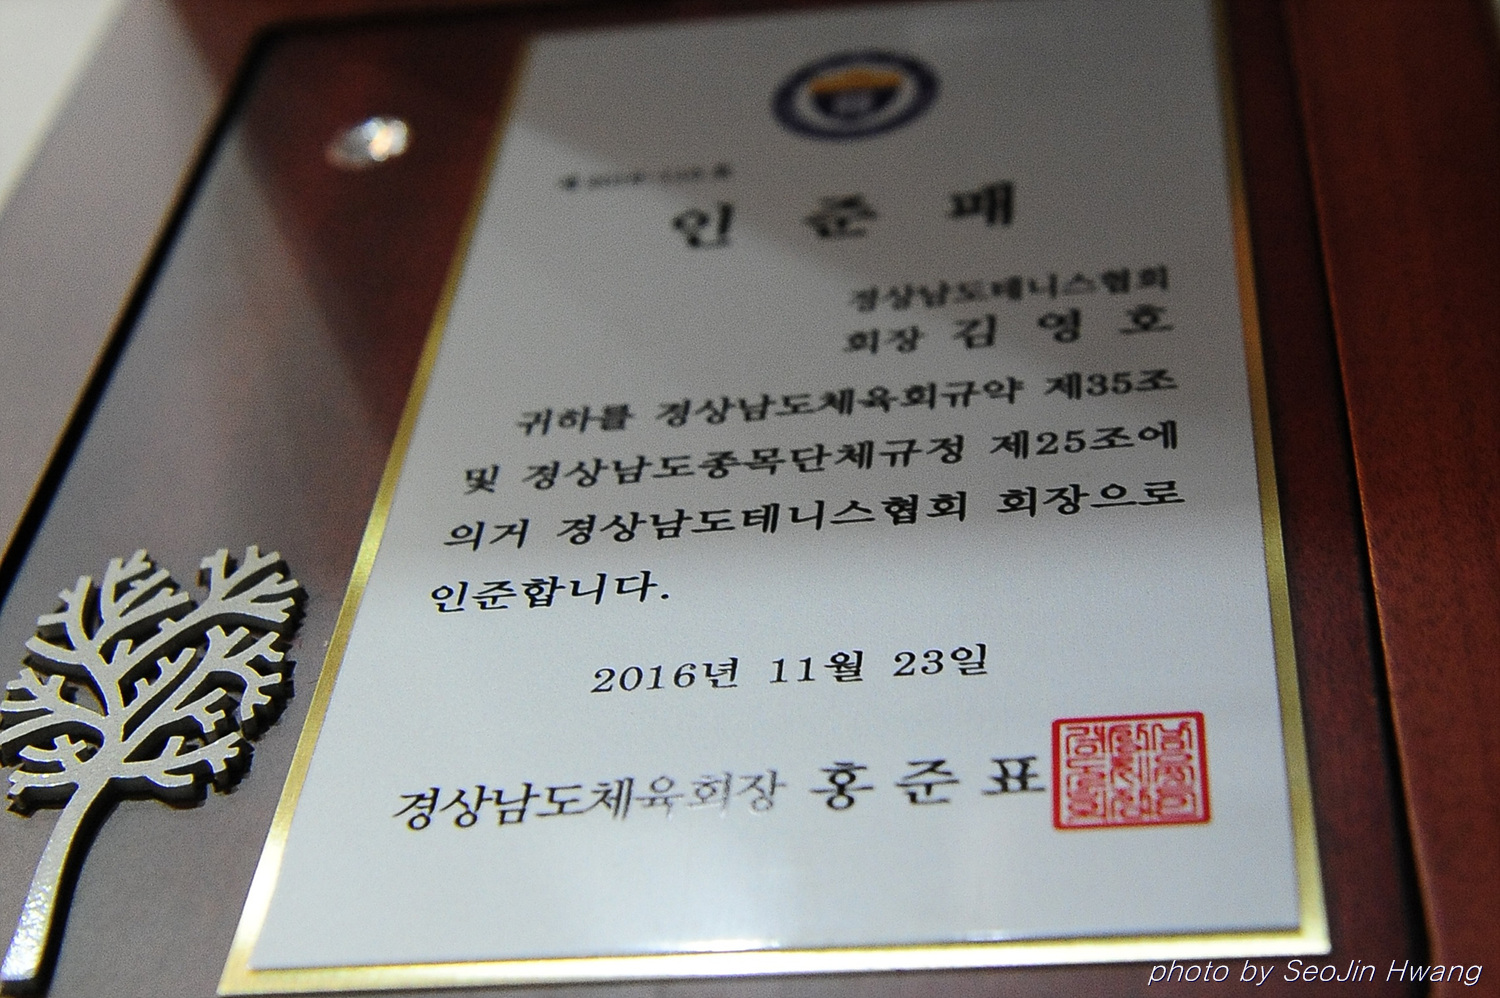 인 준 패
경상남도테니스협회
회장 김 영 호
귀하를 경상남도체육회규약 제35조
및 경상남도종목단체규정 제25조에
의거 경상남도테니스협회 회장으로
인준합니다.
2016년 11월 23일
경상남도체육회장 홍 준 표
photo by SeoJin Hwang